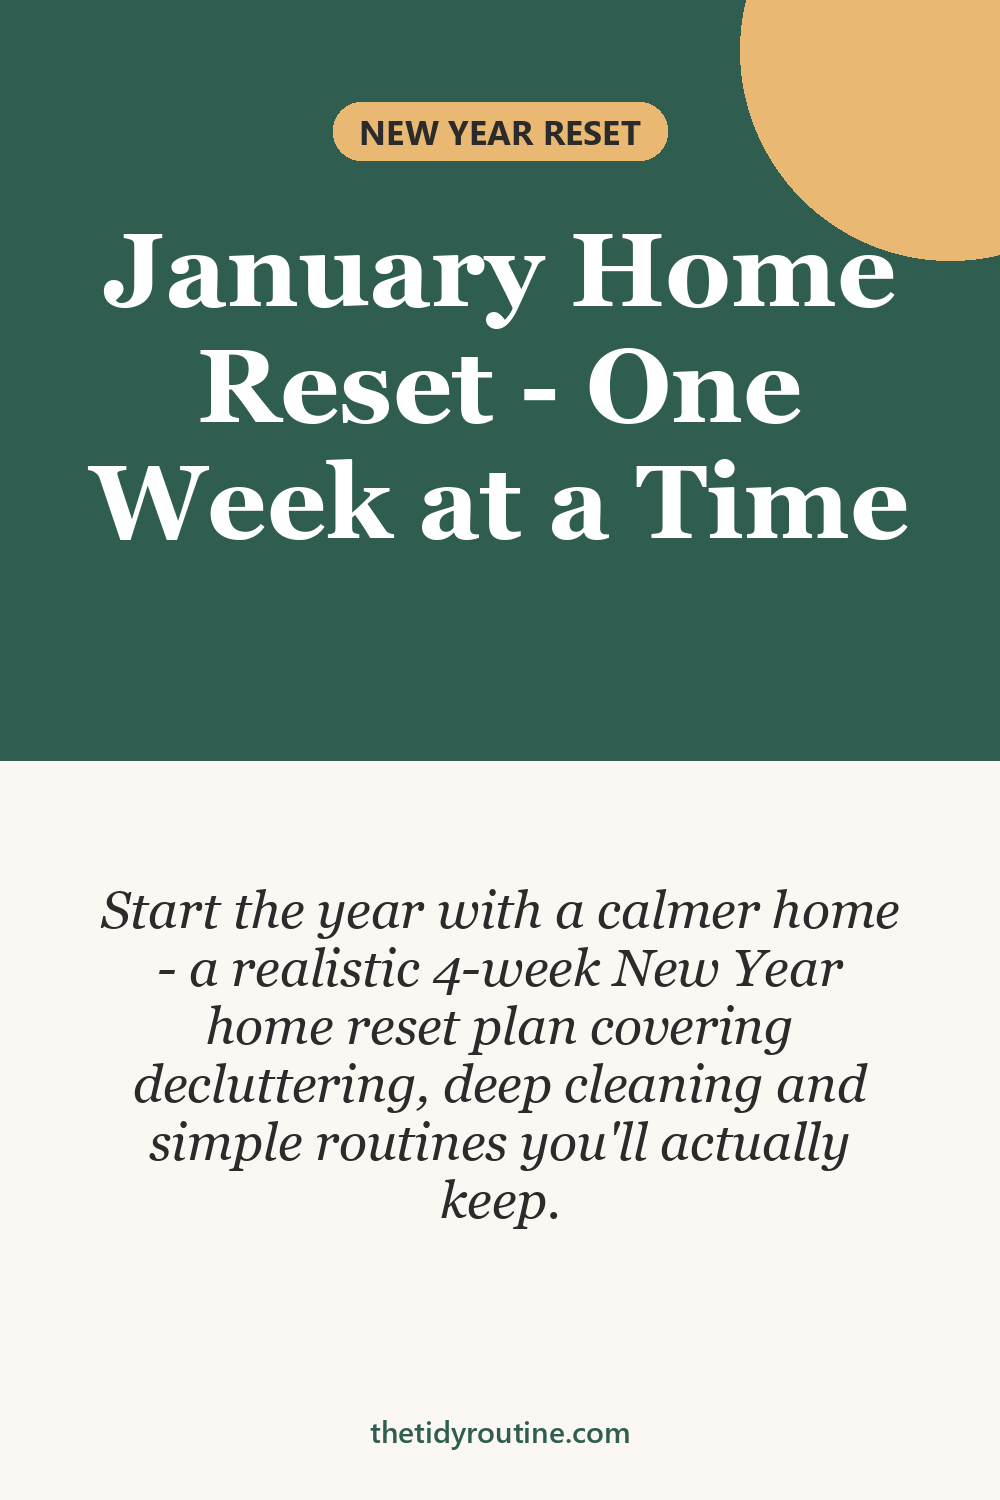 NEW YEAR RESET
January Home
Reset - One
Week at a Time
Start the year with a calmer home
- a realistic 4-week New Year
home reset plan covering
decluttering, deep cleaning and
simple routines you'll actually
keep.
thetidyroutine.com